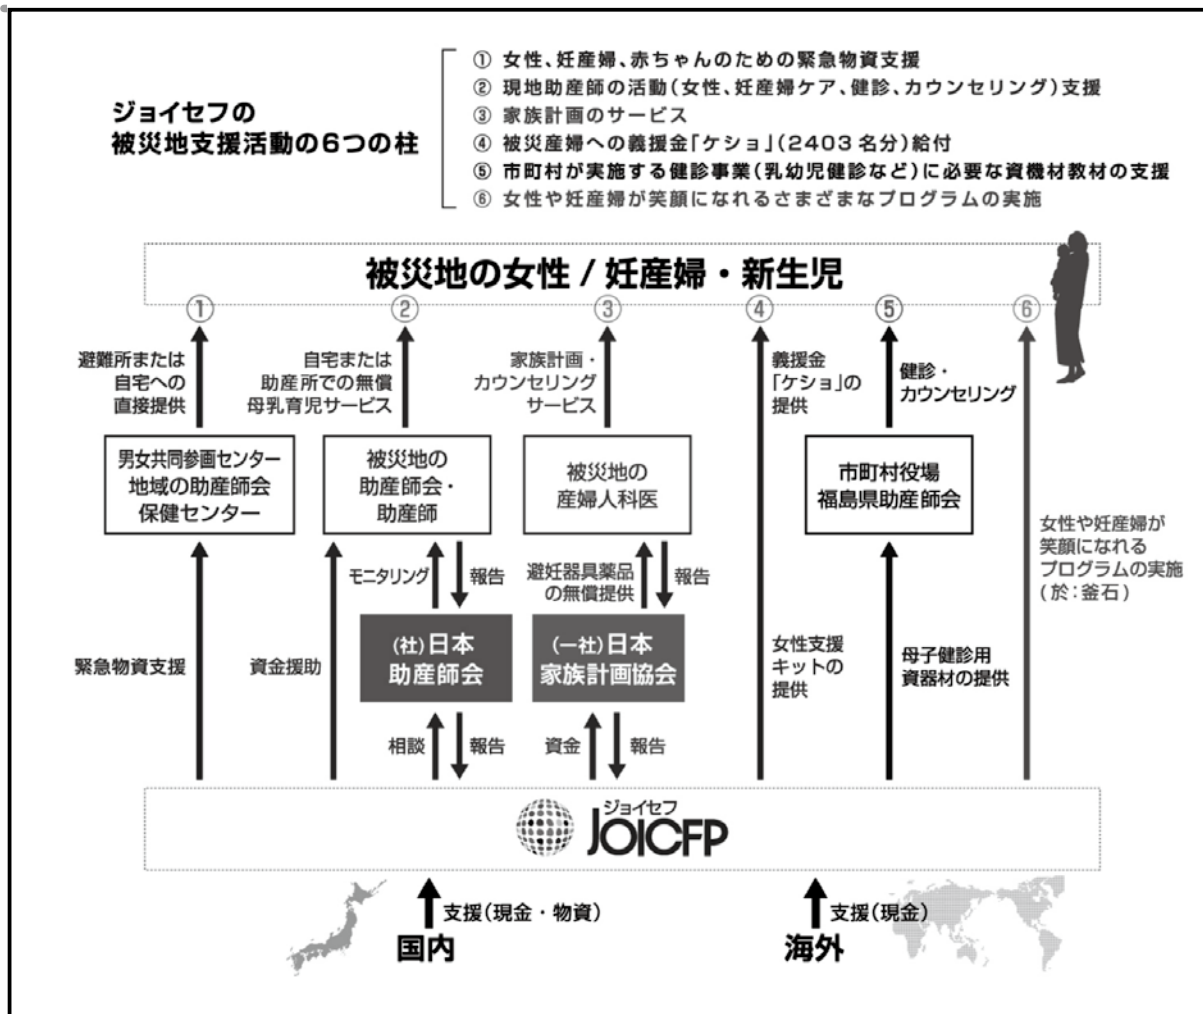 ジョイセフの
被災地支援活動の6つの柱
① 女性、妊産婦、赤ちゃんのための緊急物資支援
② 現地助産師の活動(女性、妊産婦ケア、健診、カウンセリング)支援
③ 家族計画のサービス
④ 被災産婦への義援金「ケショ」(2403名分)給付
⑤ 市町村が実施する健診事業(乳幼児健診など)に必要な資機材教材の支援
⑥ 女性や妊産婦が笑顔になれるさまざまなプログラムの実施
被災地の女性 / 妊産婦・新生児
①
②
③
④
⑤
⑥
避難所または
自宅への
直接提供
自宅または
助産所での無償
母乳育児サービス
家族計画・
カウンセリング
サービス
義援金
「ケショ」の
提供
健診・
カウンセリング
男女共同参画センター
地域の助産師会
保健センター
被災地の
助産師会・
助産師
被災地の
産婦人科医
市町村役場
福島県助産師会
女性や妊産婦が
笑顔になれる
プログラムの実施
(於:釜石)
モニタリング
報告
避妊器具薬品
の無償提供
報告
(社)日本
助産師会
(一社)日本
家族計画協会
緊急物資支援
資金援助
女性支援
キットの
提供
母子健診用
資器材の提供
相談
報告
資金
報告
ジョイセフ
JOICFP
支援(現金・物資)
国内
支援(現金)
海外